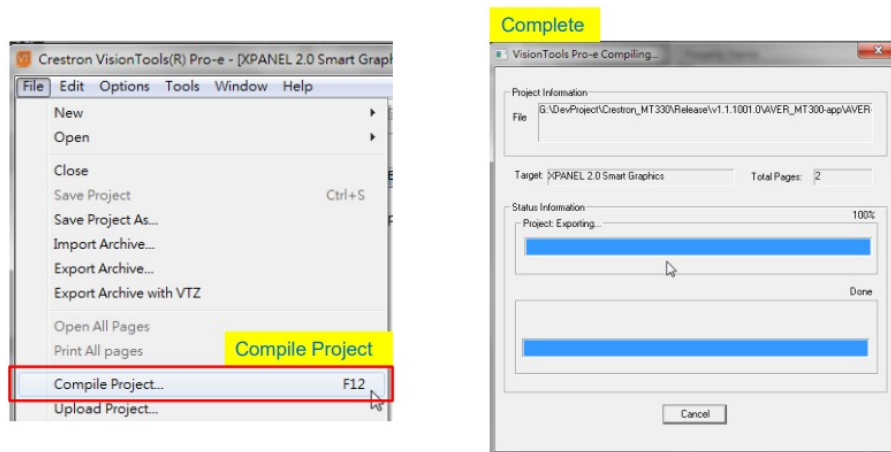 Complete
Crestron VisionTools(R) Pro-e - [XPANEL 2.0 Smart Grap
File Edit Options Tools Window Help
New
Open
Close
Save Project Ctrl+S
Save Project As...
Import Archive...
Export Archive...
Export Archive with VTZ
Open All Pages
Print All pages
Compile Project
Compile Project... F12
Upload Project...
VisionTools Pro-e Compiling...
Project Information
File G:\DevProject\Crestron_MT330\Release\v1.1.1001.0\AVER_MT300-app\AVER-
Target: XPANEL 2.0 Smart Graphics Total Pages: 2
Status Information
100%
Project: Exporting...
Done
Cancel